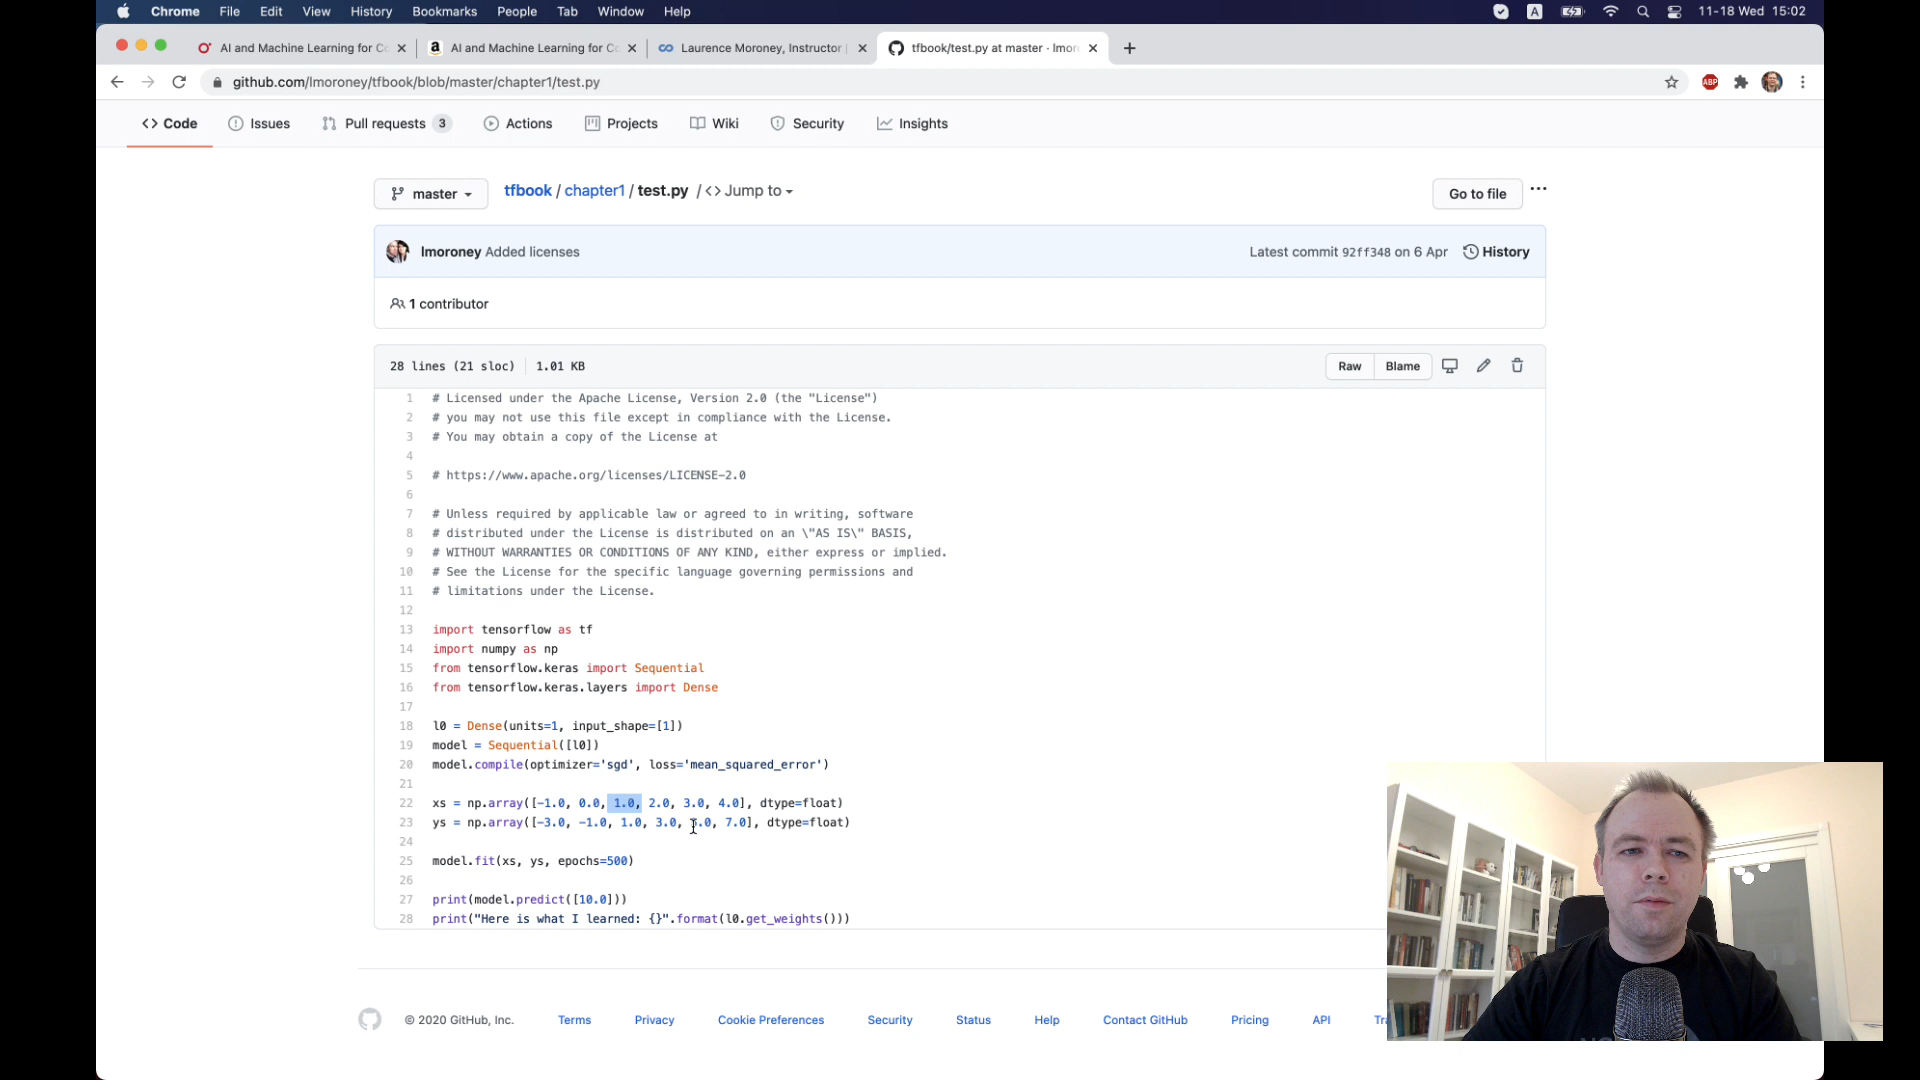 Chrome File Edit View History Bookmarks People Tab Window Help A 11-18 Wed 15:02
AI and Machine Learning for Co
AI and Machine Learning for Co
Laurence Moroney, Instructor |
tfbook/test.py at master · lmor
github.com/lmoroney/tfbook/blob/master/chapter1/test.py ABP
Code Issues Pull requests 3 Actions Projects Wiki Security Insights
master tfbook / chapter1 / test.py / <> Jump to Go to file ...
lmoroney Added licenses Latest commit 92ff348 on 6 Apr History
1 contributor
28 lines (21 sloc) 1.01 KB Raw Blame
1 # Licensed under the Apache License, Version 2.0 (the "License")
2 # you may not use this file except in compliance with the License.
3 # You may obtain a copy of the License at
4
5 # https://www.apache.org/licenses/LICENSE-2.0
6
7 # Unless required by applicable law or agreed to in writing, software
8 # distributed under the License is distributed on an \"AS IS\" BASIS,
9 # WITHOUT WARRANTIES OR CONDITIONS OF ANY KIND, either express or implied.
10 # See the License for the specific language governing permissions and
11 # limitations under the License.
12
13 import tensorflow as tf
14 import numpy as np
15 from tensorflow.keras import Sequential
16 from tensorflow.keras.layers import Dense
17
18 l0 = Dense(units=1, input_shape=[1])
19 model = Sequential([l0])
20 model.compile(optimizer='sgd', loss='mean_squared_error')
21
22 xs = np.array([-1.0, 0.0, 1.0, 2.0, 3.0, 4.0], dtype=float)
23 ys = np.array([-3.0, -1.0, 1.0, 3.0, 5.0, 7.0], dtype=float)
24
25 model.fit(xs, ys, epochs=500)
26
27 print(model.predict([10.0]))
28 print("Here is what I learned: {}".format(l0.get_weights()))
© 2020 GitHub, Inc. Terms Privacy Cookie Preferences Security Status Help Contact GitHub Pricing API Tra